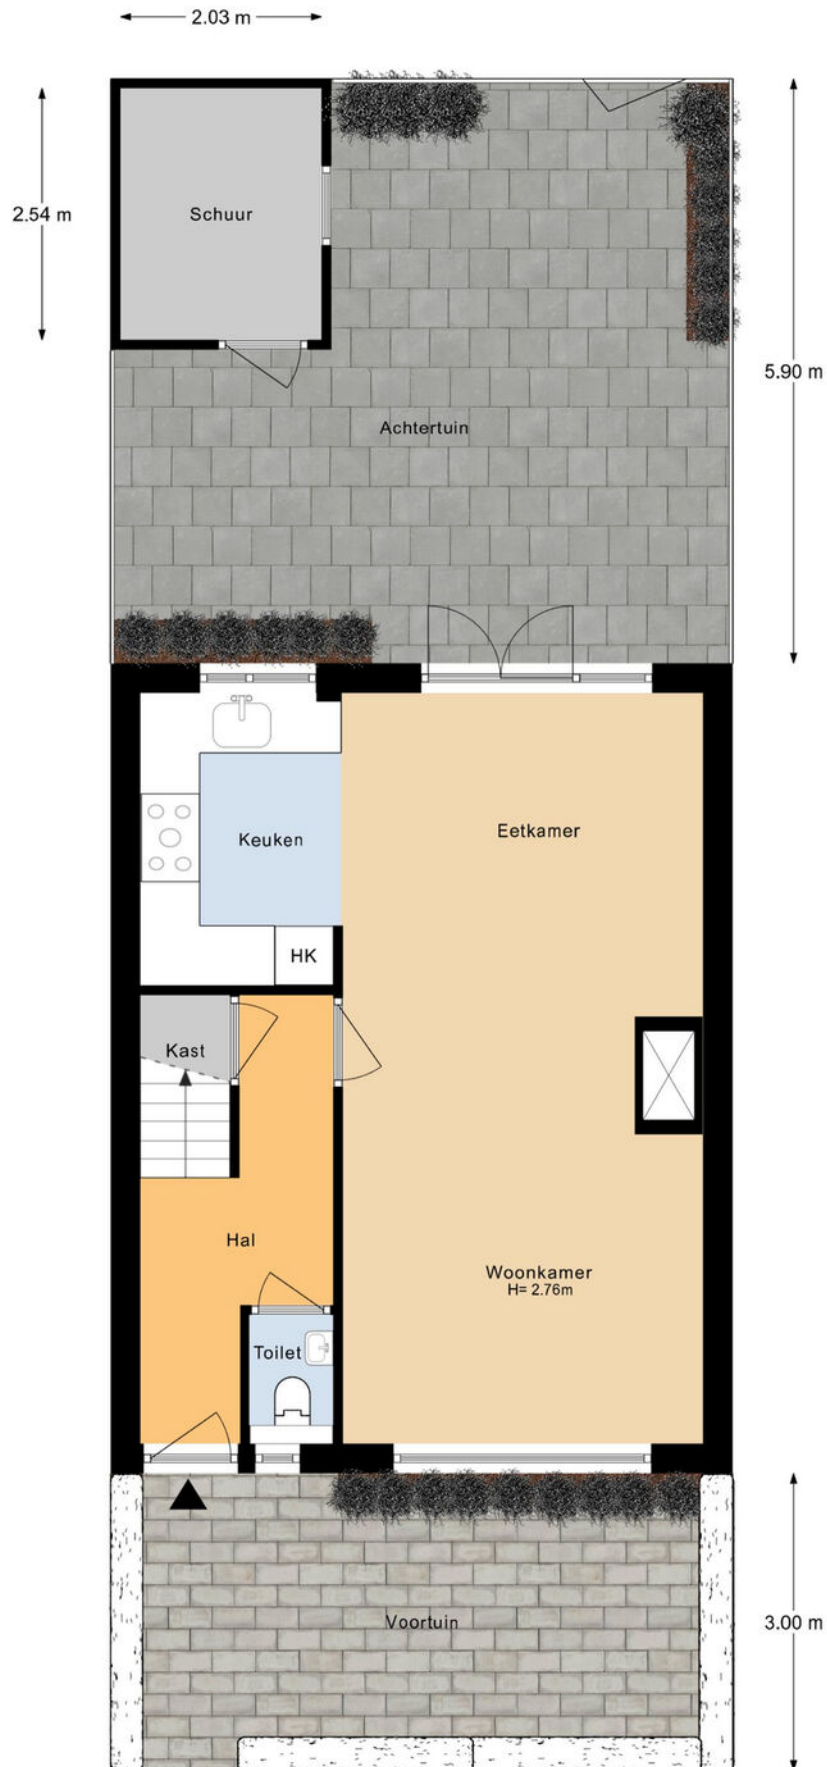 2.03 m
2.54 m
Schuur
5.90 m
Achtertuin
Eetkamer
Keuken
HK
Kast
Hal
Woonkamer
H= 2.76m
Toilet
Voortuin
3.00 m